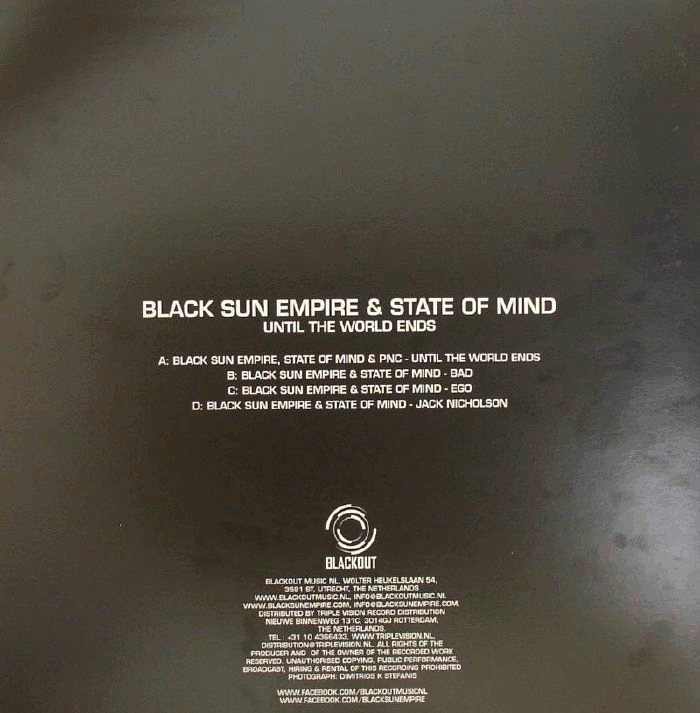 BLACK SUN EMPIRE & STATE OF MIND
UNTIL THE WORLD ENDS
A: BLACK SUN EMPIRE, STATE OF MIND & PNC - UNTIL THE WORLD ENDS
B: BLACK SUN EMPIRE & STATE OF MIND - BAD
C: BLACK SUN EMPIRE & STATE OF MIND - EGO
D: BLACK SUN EMPIRE & STATE OF MIND - JACK NICHOLSON
BLACKOUT
BLACKOUT MUSIC NL, WOLTER HEUKELSLAAN 54,
3581 ST, UTRECHT, THE NETHERLANDS
WWW.BLACKOUTMUSIC.NL, INFO@BLACKOUTMUSIC.NL
WWW.BLACKSUNEMPIRE.COM, INFO@BLACKSUNEMPIRE.COM,
DISTRIBUTED BY TRIPLE VISION RECORD DISTRIBUTION
NIEUWE BINNENWEG 131C, 3014GJ ROTTERDAM,
THE NETHERLANDS.
TEL : +31 10 4366433, WWW.TRIPLEVISION.NL,
DISTRIBUTION@TRIPLEVISION.NL. ALL RIGHTS OF THE
PRODUCER AND OF THE OWNER OF THE RECORDED WORK
RESERVED. UNAUTHORISED COPYING, PUBLIC PERFORMANCE,
BROADCAST, HIRING & RENTAL OF THIS RECORDING PROHIBITED
PHOTOGRAPH: DIMITRIOS K STEFANIS
WWW.FACEBOOK.COM/BLACKOUTMUSICNL
WWW.FACEBOOK.COM/BLACKSUNEMPIRE